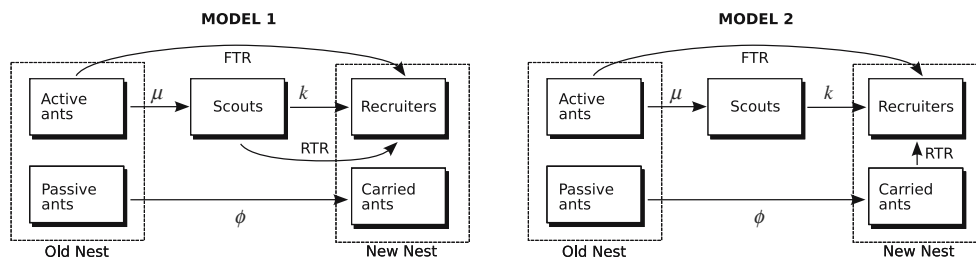 MODEL 1
FTR
Active
ants
μ
Scouts
k
Recruiters
RTR
Passive
ants
ϕ
Carried
ants
Old Nest
New Nest
MODEL 2
FTR
Active
ants
μ
Scouts
k
Recruiters
RTR
Passive
ants
ϕ
Carried
ants
Old Nest
New Nest